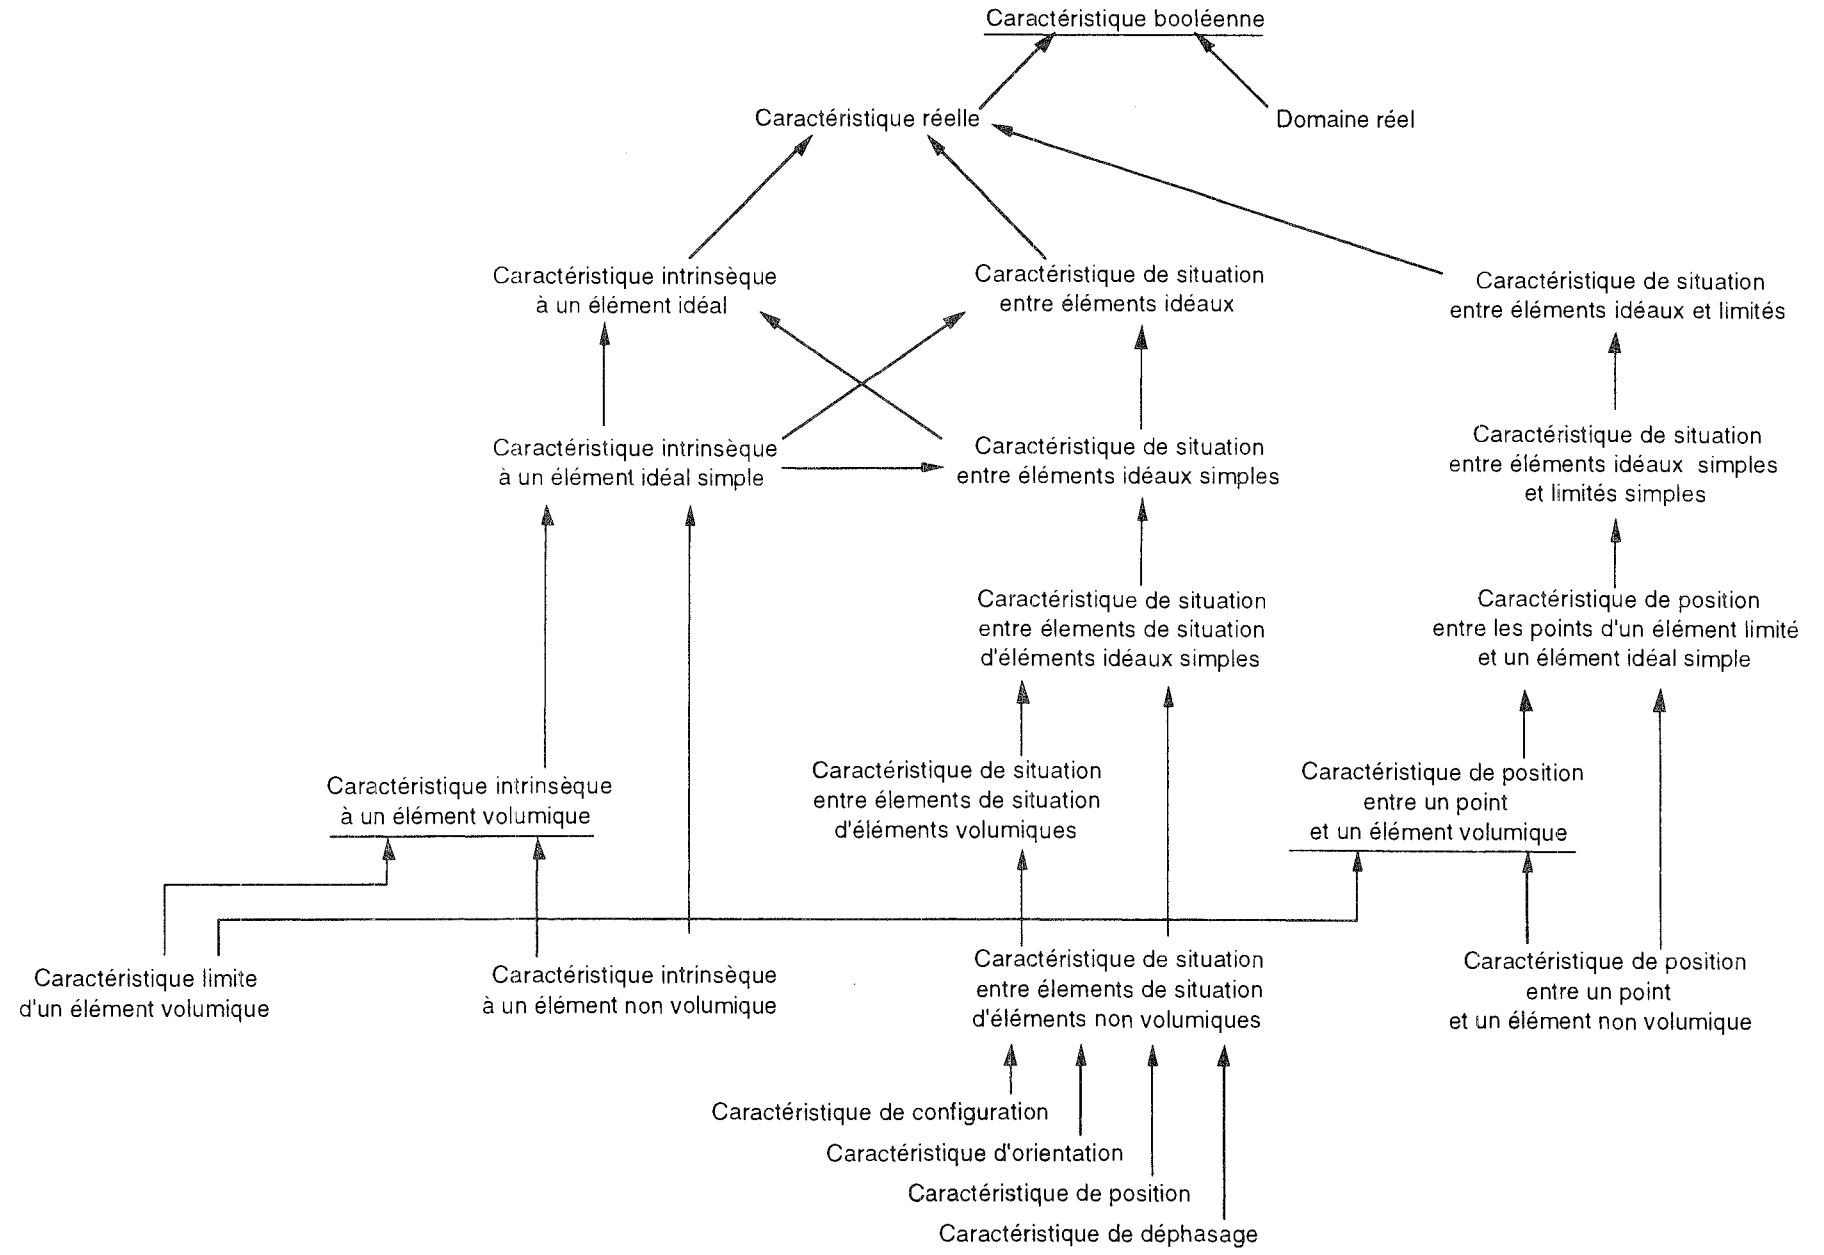 Caractéristique booléenne
Caractéristique réelle
Domaine réel
Caractéristique intrinsèque
à un élément idéal
Caractéristique de situation
entre éléments idéaux
Caractéristique de situation
entre éléments idéaux et limités
Caractéristique intrinsèque
à un élément idéal simple
Caractéristique de situation
entre éléments idéaux simples
Caractéristique de situation
entre éléments idéaux simples
et limités simples
Caractéristique de situation
entre élements de situation
d'éléments idéaux simples
Caractéristique de position
entre les points d'un élément limité
et un élément idéal simple
Caractéristique intrinsèque
à un élément volumique
Caractéristique de situation
entre élements de situation
d'éléments volumiques
Caractéristique de position
entre un point
et un élément volumique
Caractéristique limite
d'un élément volumique
Caractéristique intrinsèque
à un élément non volumique
Caractéristique de situation
entre élements de situation
d'éléments non volumiques
Caractéristique de position
entre un point
et un élément non volumique
Caractéristique de configuration
Caractéristique d'orientation
Caractéristique de position
Caractéristique de déphasage